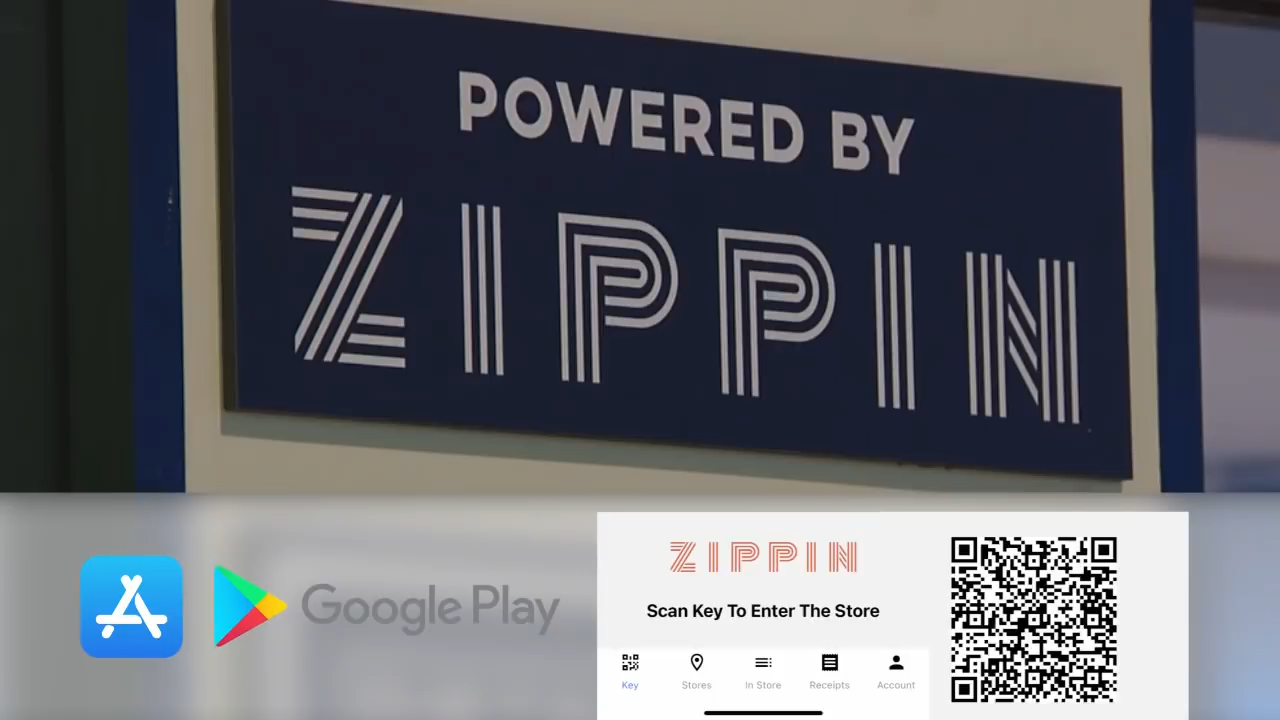 POWERED BY
ZIPPIN
Google Play
ZIPPIN
Scan Key To Enter The Store
Key Stores In Store Receipts Account